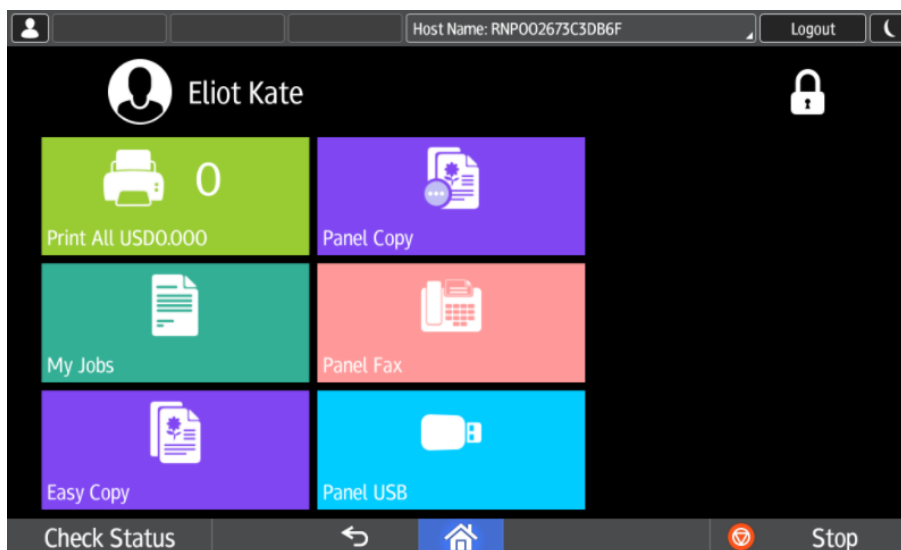 Host Name: RNP002673C3DB6F
Logout
Eliot Kate
0
Print All USD0.000
Panel Copy
My Jobs
Panel Fax
Easy Copy
Panel USB
Check Status
Stop